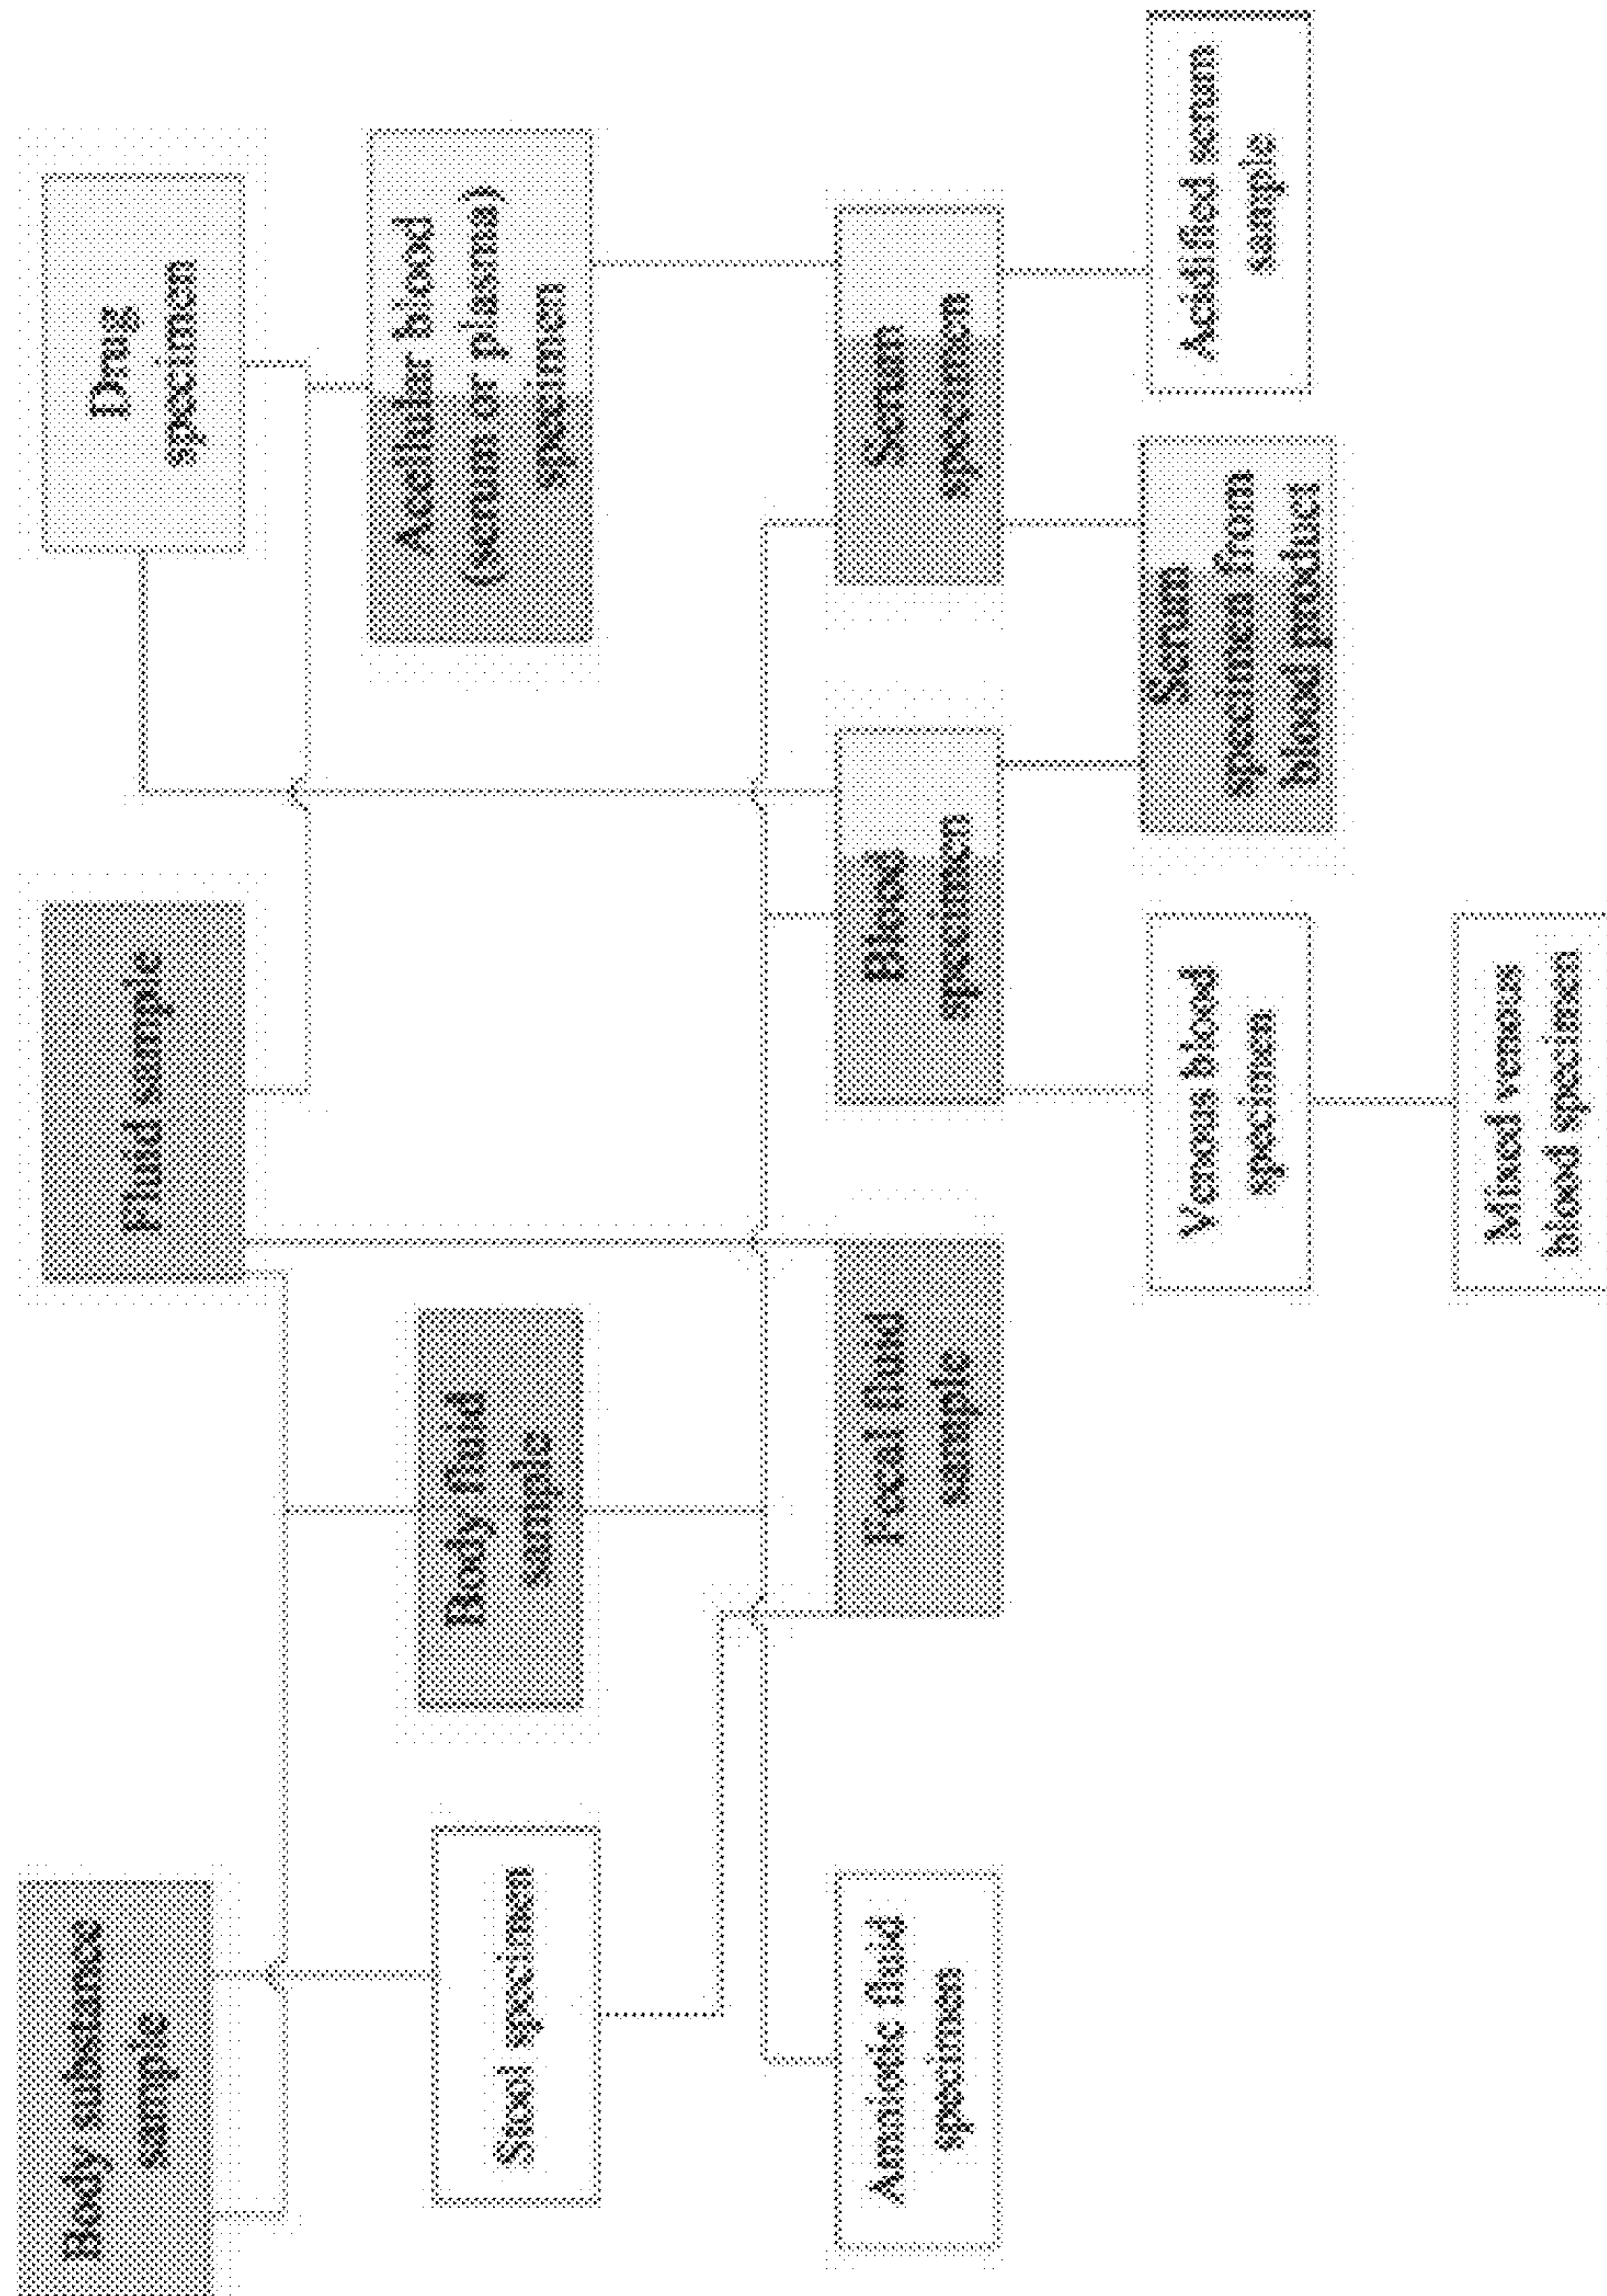 Body substance
sample
Fluid sample
Drug
specimen
Stool specimen
Body fluid
sample
Acellular blood
(serum or plasma)
specimen
Amniotic fluid
specimen
Fecal fluid
sample
Blood
specimen
Serum
specimen
Venous blood
specimen
Serum
specimen from
blood product
Acidified serum
sample
Mixed venous
blood specimen